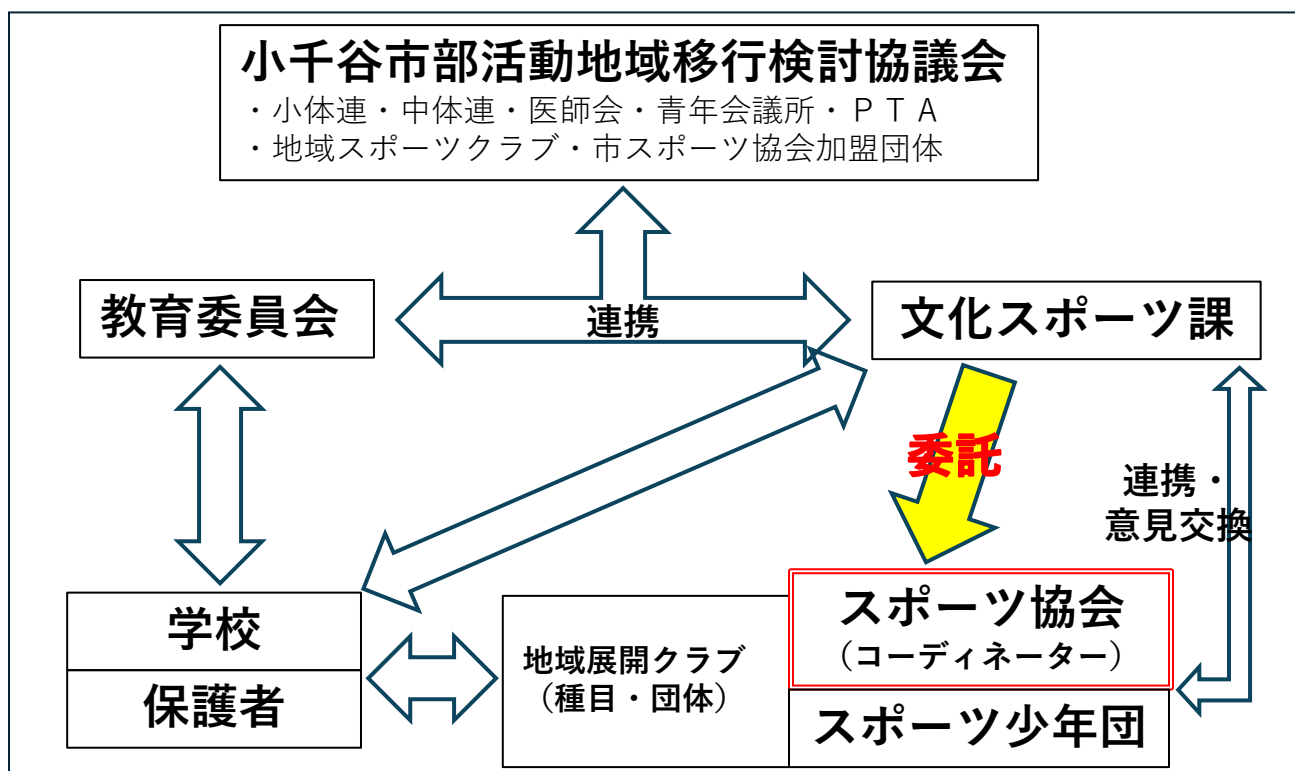 小千谷市部活動地域移行検討協議会
・小体連・中体連・医師会・青年会議所・ＰＴＡ
・地域スポーツクラブ・市スポーツ協会加盟団体
教育委員会
連携
文化スポーツ課
委託
連携・
意見交換
学校
保護者
地域展開クラブ
（種目・団体）
スポーツ協会
（コーディネーター）
スポーツ少年団